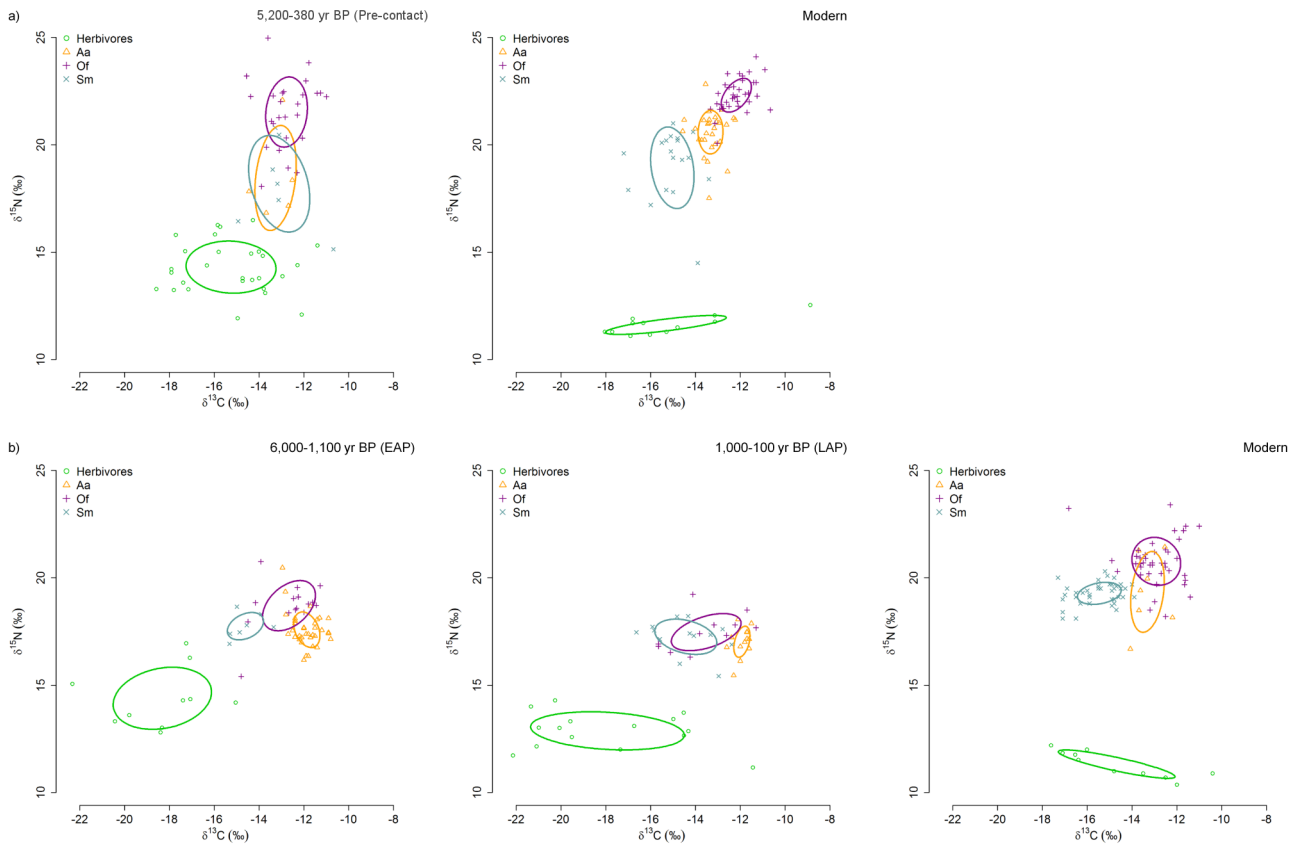 a)
5,200-380 yr BP (Pre-contact)
Herbivores
Aa
Of
Sm
25
20
15
10
δ15N (‰)
-22 -20 -18 -16 -14 -12 -10 -8
δ13C (‰)
Modern
Herbivores
Aa
Of
Sm
25
20
15
10
δ15N (‰)
-22 -20 -18 -16 -14 -12 -10 -8
δ13C (‰)
b)
6,000-1,100 yr BP (EAP)
Herbivores
Aa
Of
Sm
25
20
15
10
δ15N (‰)
-22 -20 -18 -16 -14 -12 -10 -8
δ13C (‰)
1,000-100 yr BP (LAP)
Herbivores
Aa
Of
Sm
25
20
15
10
δ15N (‰)
-22 -20 -18 -16 -14 -12 -10 -8
δ13C (‰)
Modern
Herbivores
Aa
Of
Sm
25
20
15
10
δ15N (‰)
-22 -20 -18 -16 -14 -12 -10 -8
δ13C (‰)